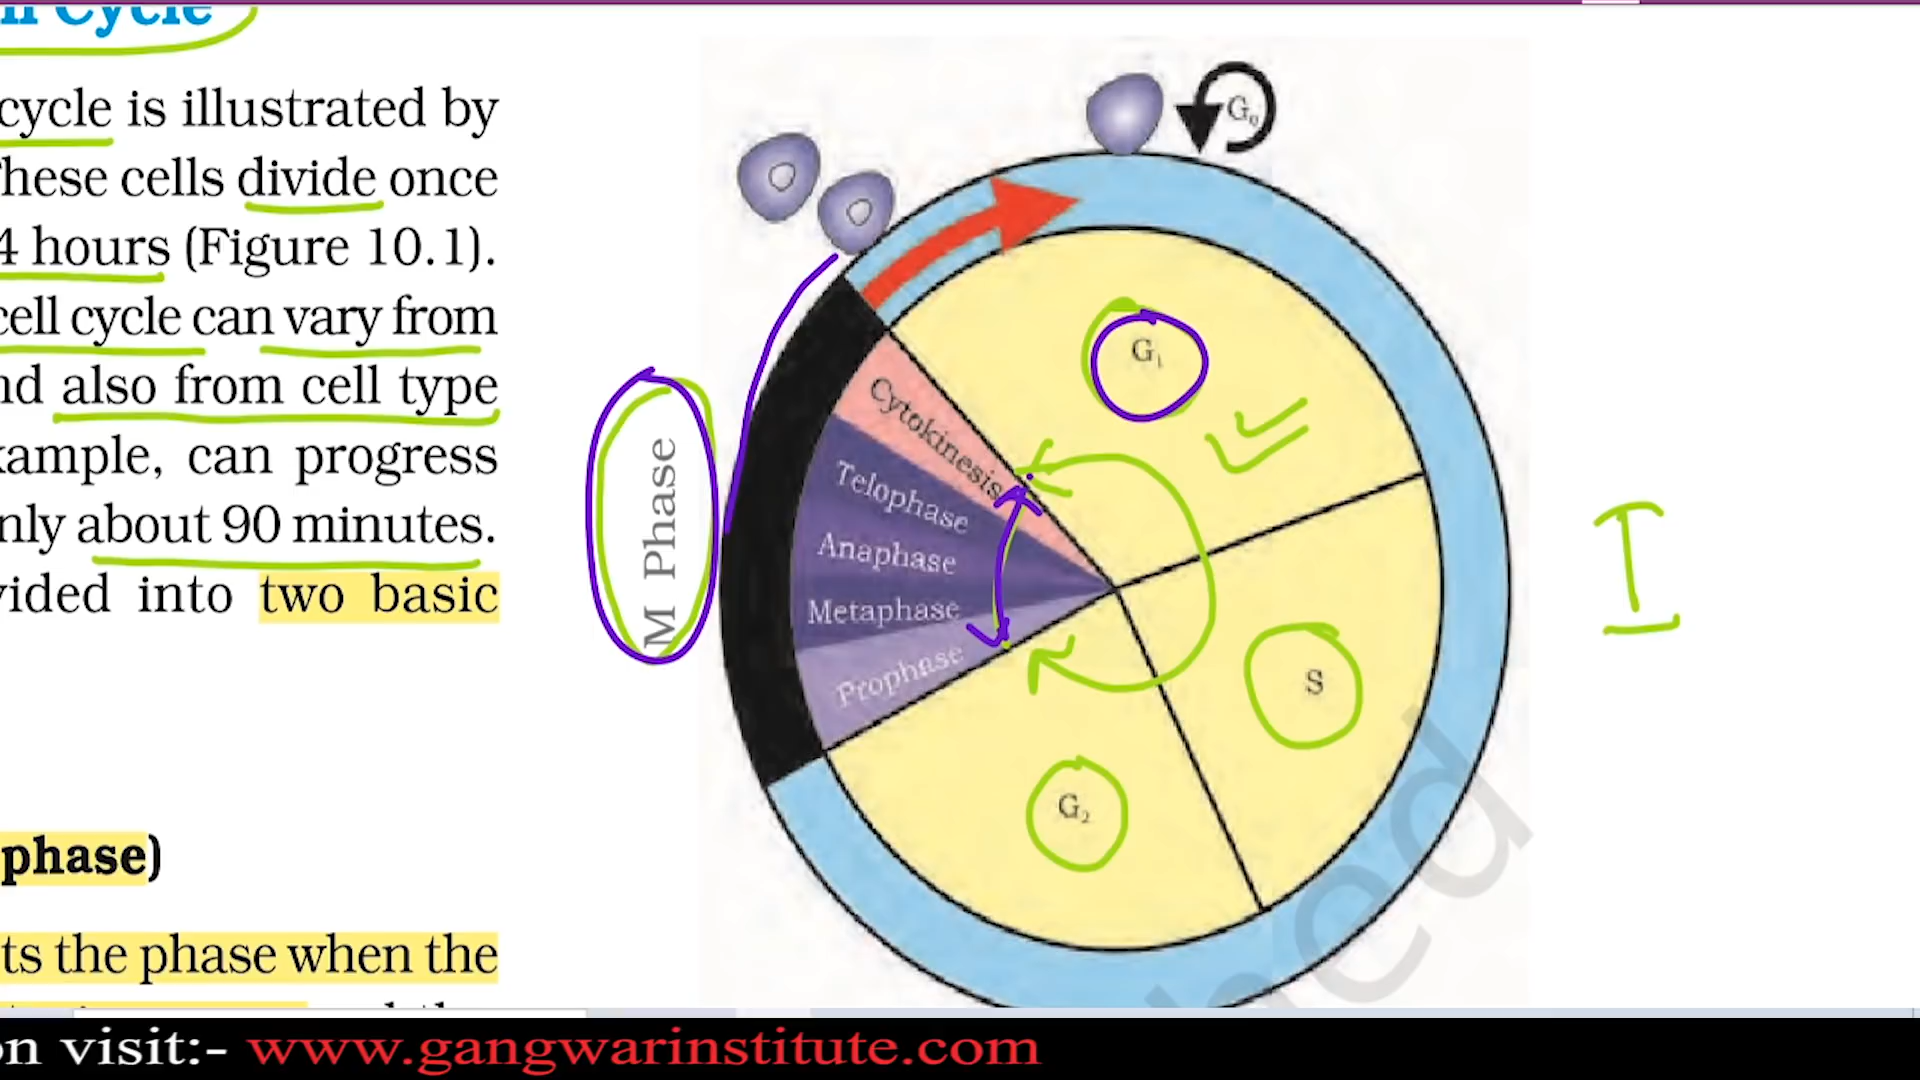 n Cycle
cycle is illustrated by
hese cells divide once
4 hours (Figure 10.1).
cell cycle can vary from
nd also from cell type
xample, can progress
nly about 90 minutes.
vided into two basic
phase)
ts the phase when the
G0
G1
Cytokinesis
Telophase
Anaphase
Metaphase
Prophase
M Phase
S
G2
I
hed
on visit:- www.gangwarinstitute.com